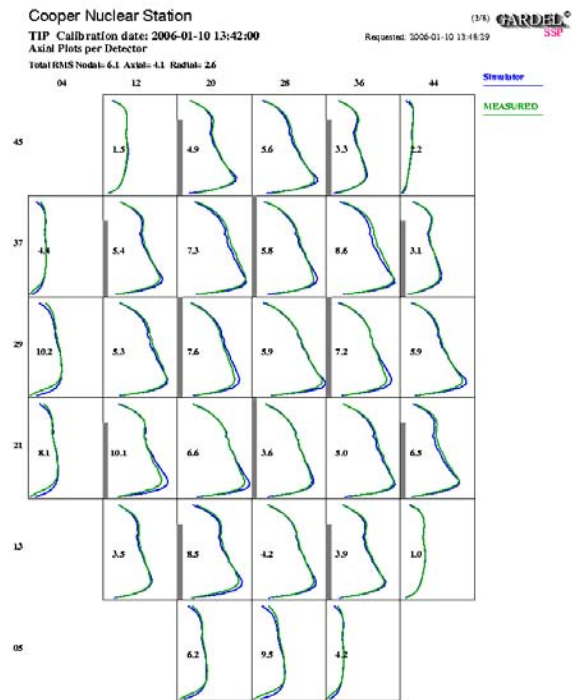 Cooper Nuclear Station
(2/8) GARDEL©
SSP
TIP Calibration date: 2006-01-10 13:42:00
Requested: 2006-01-10 13:48:29
Axial Plots per Detector
Total RMS Nodal= 6.1 Axial= 4.1 Radial= 2.6
Simulator
04 12 20 28 36 44
MEASURED
45 1.5 4.9 5.6 3.3 2.2
37 4.4 5.4 7.3 5.8 8.6 3.1
29 10.2 5.3 7.6 5.9 7.2 5.9
21 8.1 10.1 6.6 3.6 5.0 6.5
13 3.5 8.5 4.2 3.9 1.0
05 6.2 9.5 4.2